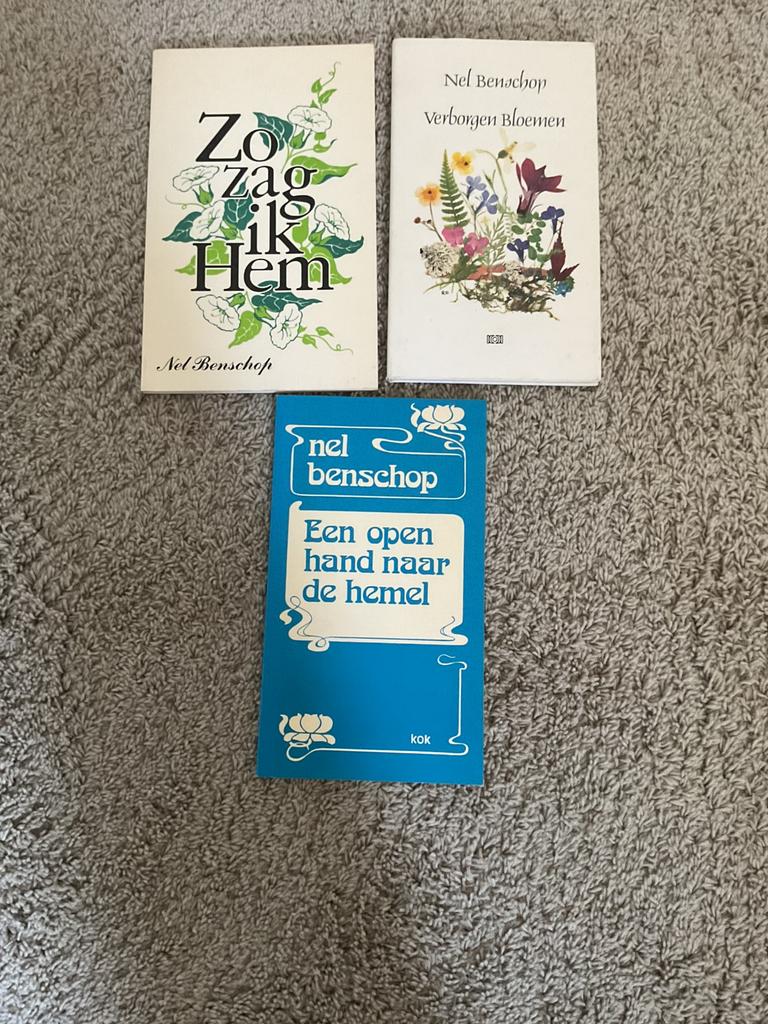 Zo
zag
ik
Hem
Nel Benschop
Nel Benschop
Verborgen Bloemen
nel
benschop
Een open
hand naar
de hemel
kok